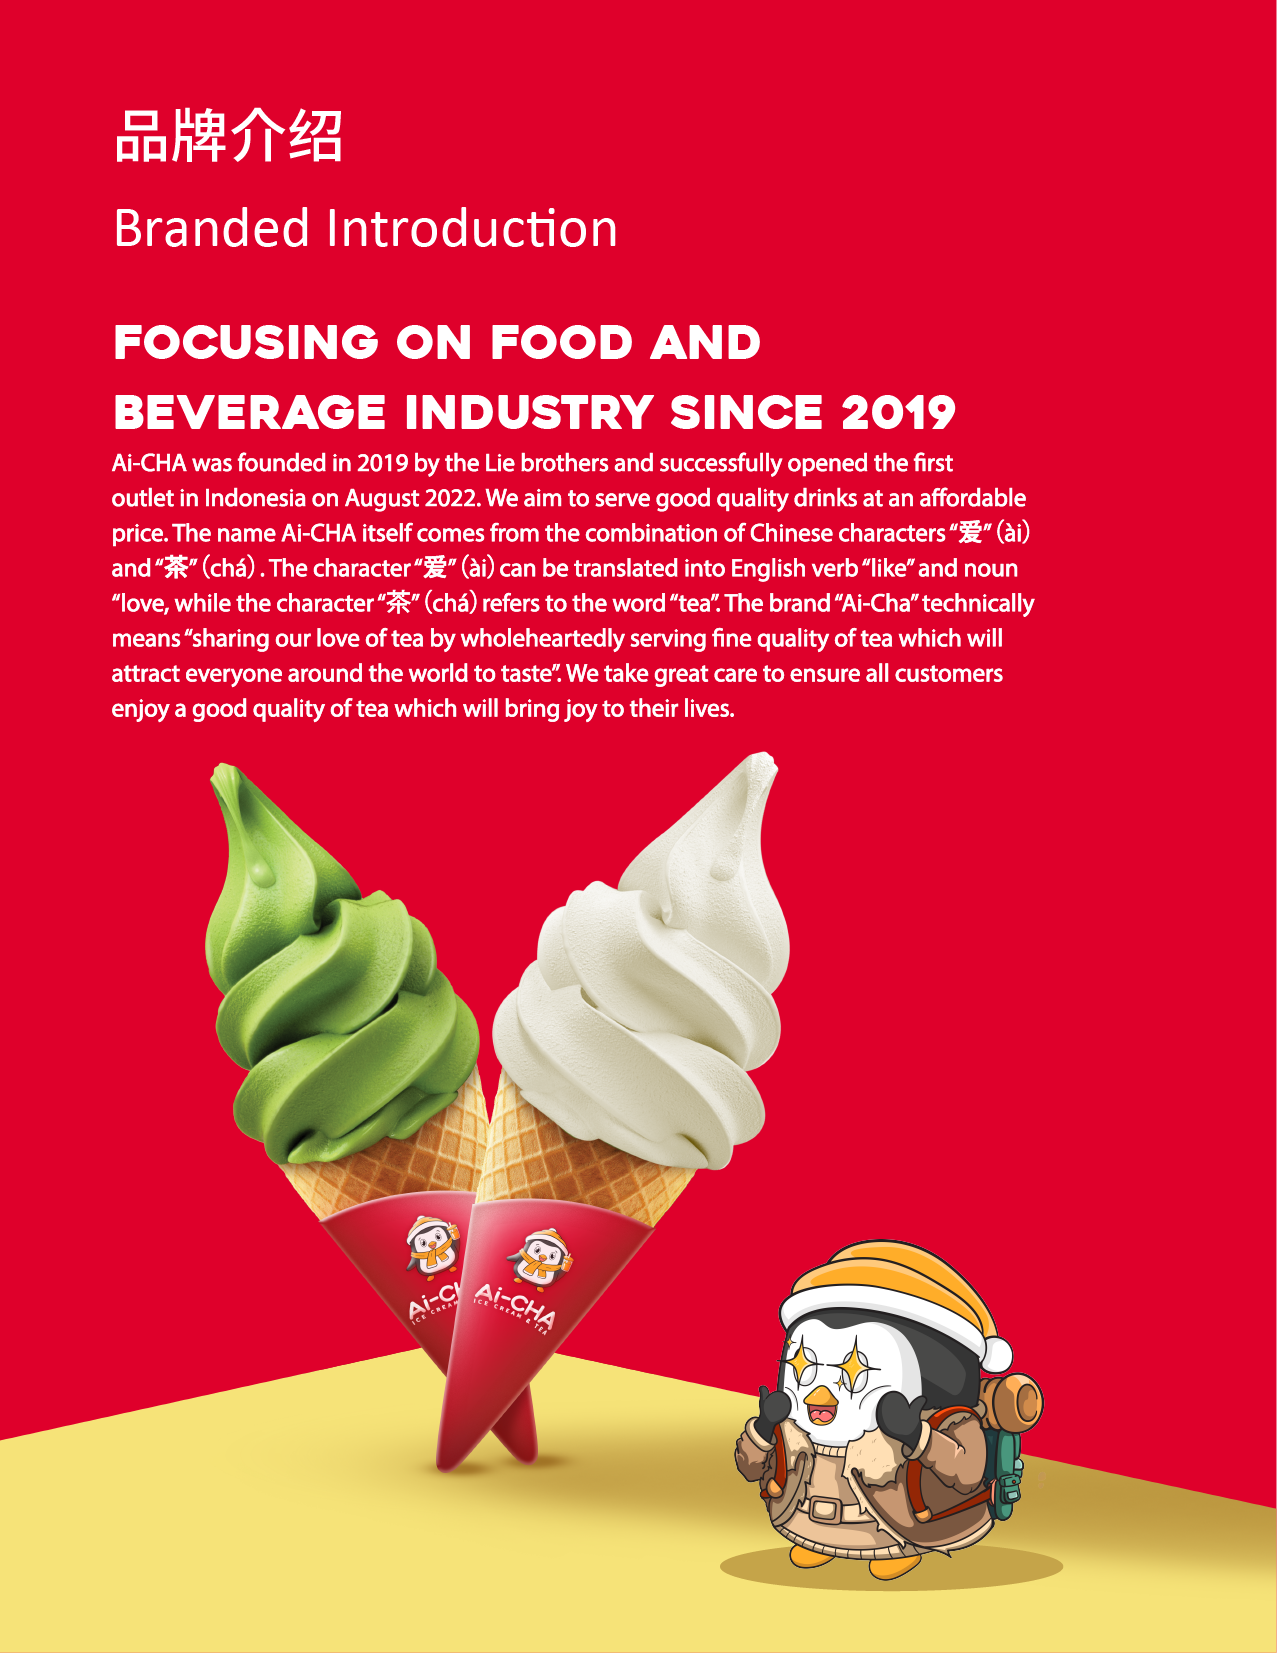 品牌介绍
Branded Introduction
FOCUSING ON FOOD AND
BEVERAGE INDUSTRY SINCE 2019
Ai-CHA was founded in 2019 by the Lie brothers and successfully opened the first
outlet in Indonesia on August 2022. We aim to serve good quality drinks at an affordable
price. The name Ai-CHA itself comes from the combination of Chinese characters “爱”（ài）
and “茶”（chá）. The character “爱”（ài）can be translated into English verb “like” and noun
“love, while the character “茶”（chá）refers to the word “tea”. The brand “Ai-Cha” technically
means “sharing our love of tea by wholeheartedly serving fine quality of tea which will
attract everyone around the world to taste”. We take great care to ensure all customers
enjoy a good quality of tea which will bring joy to their lives.
Ai-CH
ICE CREAM
Ai-CHA
ICE CREAM & TEA